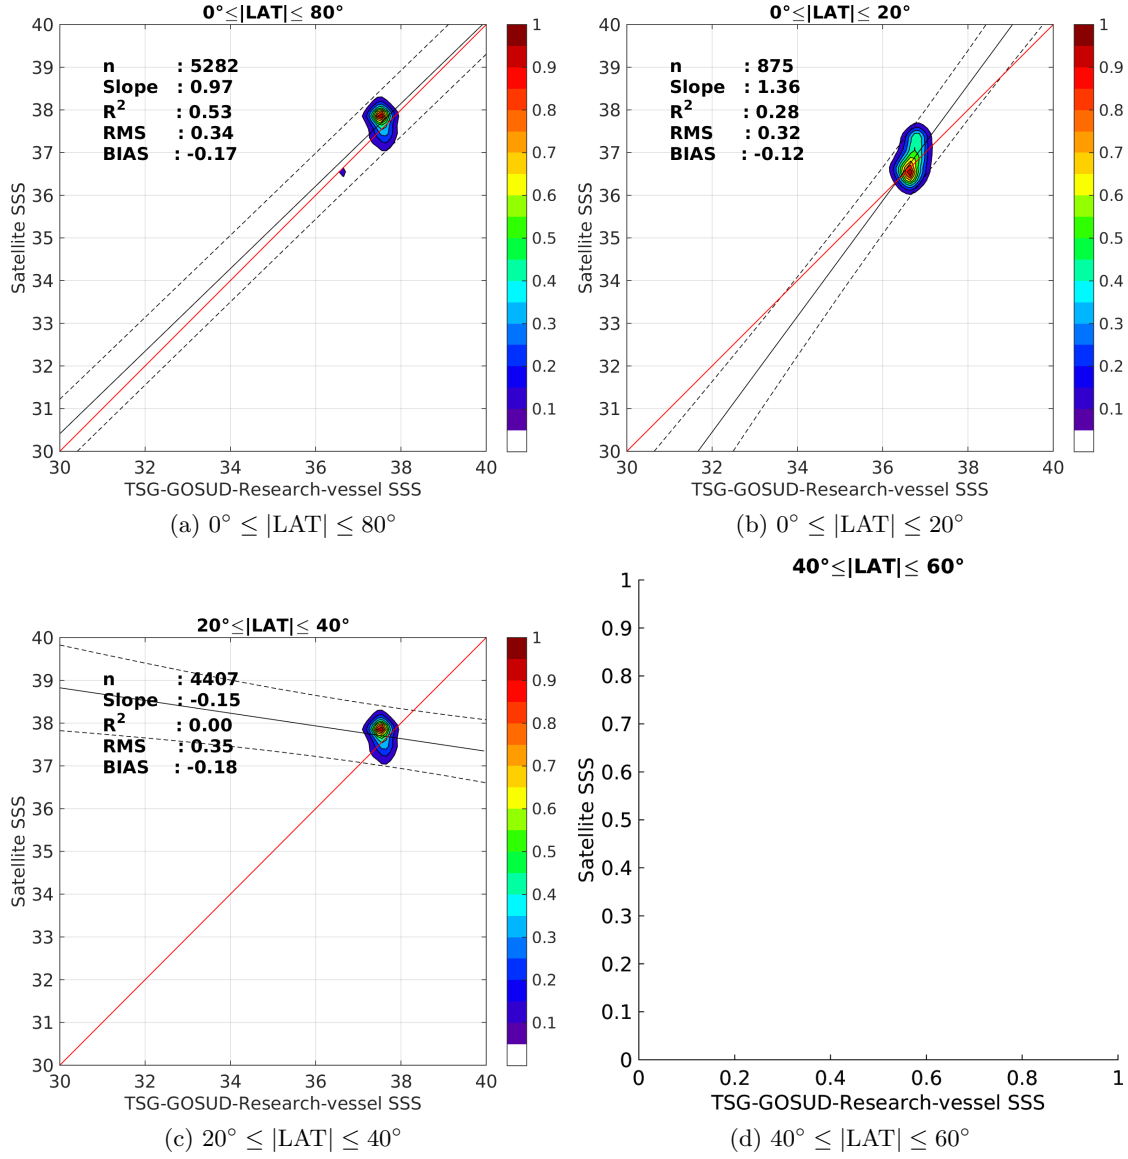 0°≤|LAT|≤ 80°
40
39
38
37
36
35
34
33
32
31
30
Satellite SSS
n : 5282
Slope : 0.97
R² : 0.53
RMS : 0.34
BIAS : -0.17
30 32 34 36 38 40
TSG-GOSUD-Research-vessel SSS
1
0.9
0.8
0.7
0.6
0.5
0.4
0.3
0.2
0.1
(a) 0° ≤ |LAT| ≤ 80°
0°≤|LAT|≤ 20°
40
39
38
37
36
35
34
33
32
31
30
Satellite SSS
n : 875
Slope : 1.36
R² : 0.28
RMS : 0.32
BIAS : -0.12
30 32 34 36 38 40
TSG-GOSUD-Research-vessel SSS
1
0.9
0.8
0.7
0.6
0.5
0.4
0.3
0.2
0.1
(b) 0° ≤ |LAT| ≤ 20°
20°≤|LAT|≤ 40°
40
39
38
37
36
35
34
33
32
31
30
Satellite SSS
n : 4407
Slope : -0.15
R² : 0.00
RMS : 0.35
BIAS : -0.18
30 32 34 36 38 40
TSG-GOSUD-Research-vessel SSS
1
0.9
0.8
0.7
0.6
0.5
0.4
0.3
0.2
0.1
(c) 20° ≤ |LAT| ≤ 40°
40°≤|LAT|≤ 60°
1
0.9
0.8
0.7
0.6
0.5
0.4
0.3
0.2
0.1
0
Satellite SSS
0 0.2 0.4 0.6 0.8 1
TSG-GOSUD-Research-vessel SSS
(d) 40° ≤ |LAT| ≤ 60°